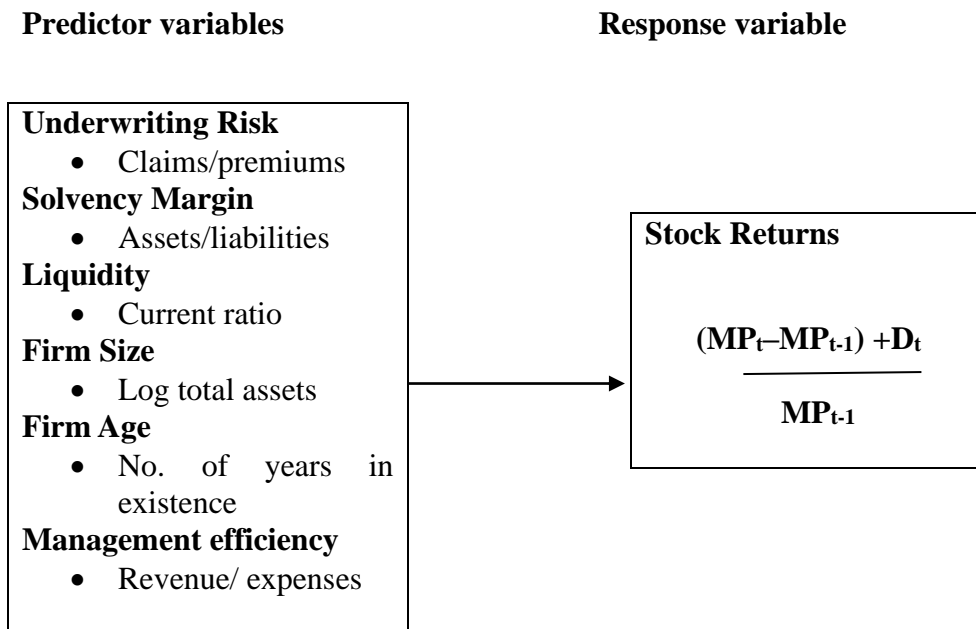 Predictor variables
Response variable
Underwriting Risk
• Claims/premiums
Solvency Margin
• Assets/liabilities
Liquidity
• Current ratio
Firm Size
• Log total assets
Firm Age
• No. of years in
existence
Management efficiency
• Revenue/ expenses
Stock Returns
(MPt–MPt-1) +Dt
MPt-1